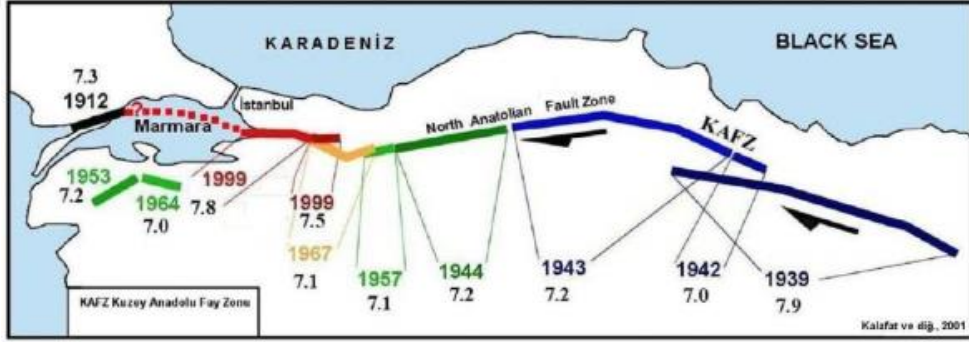 KARADENİZ
BLACK SEA
7.3
1912
?
Marmara
İstanbul
North Anatolian Fault Zone
KAFZ
1953
7.2
1964
7.0
1999
7.8
1999
7.5
1967
7.1
1957
7.1
1944
7.2
1943
7.2
1942
7.0
1939
7.9
KAFZ Kuzey Anadolu Fay Zonu
Kalafat ve diğ., 2001